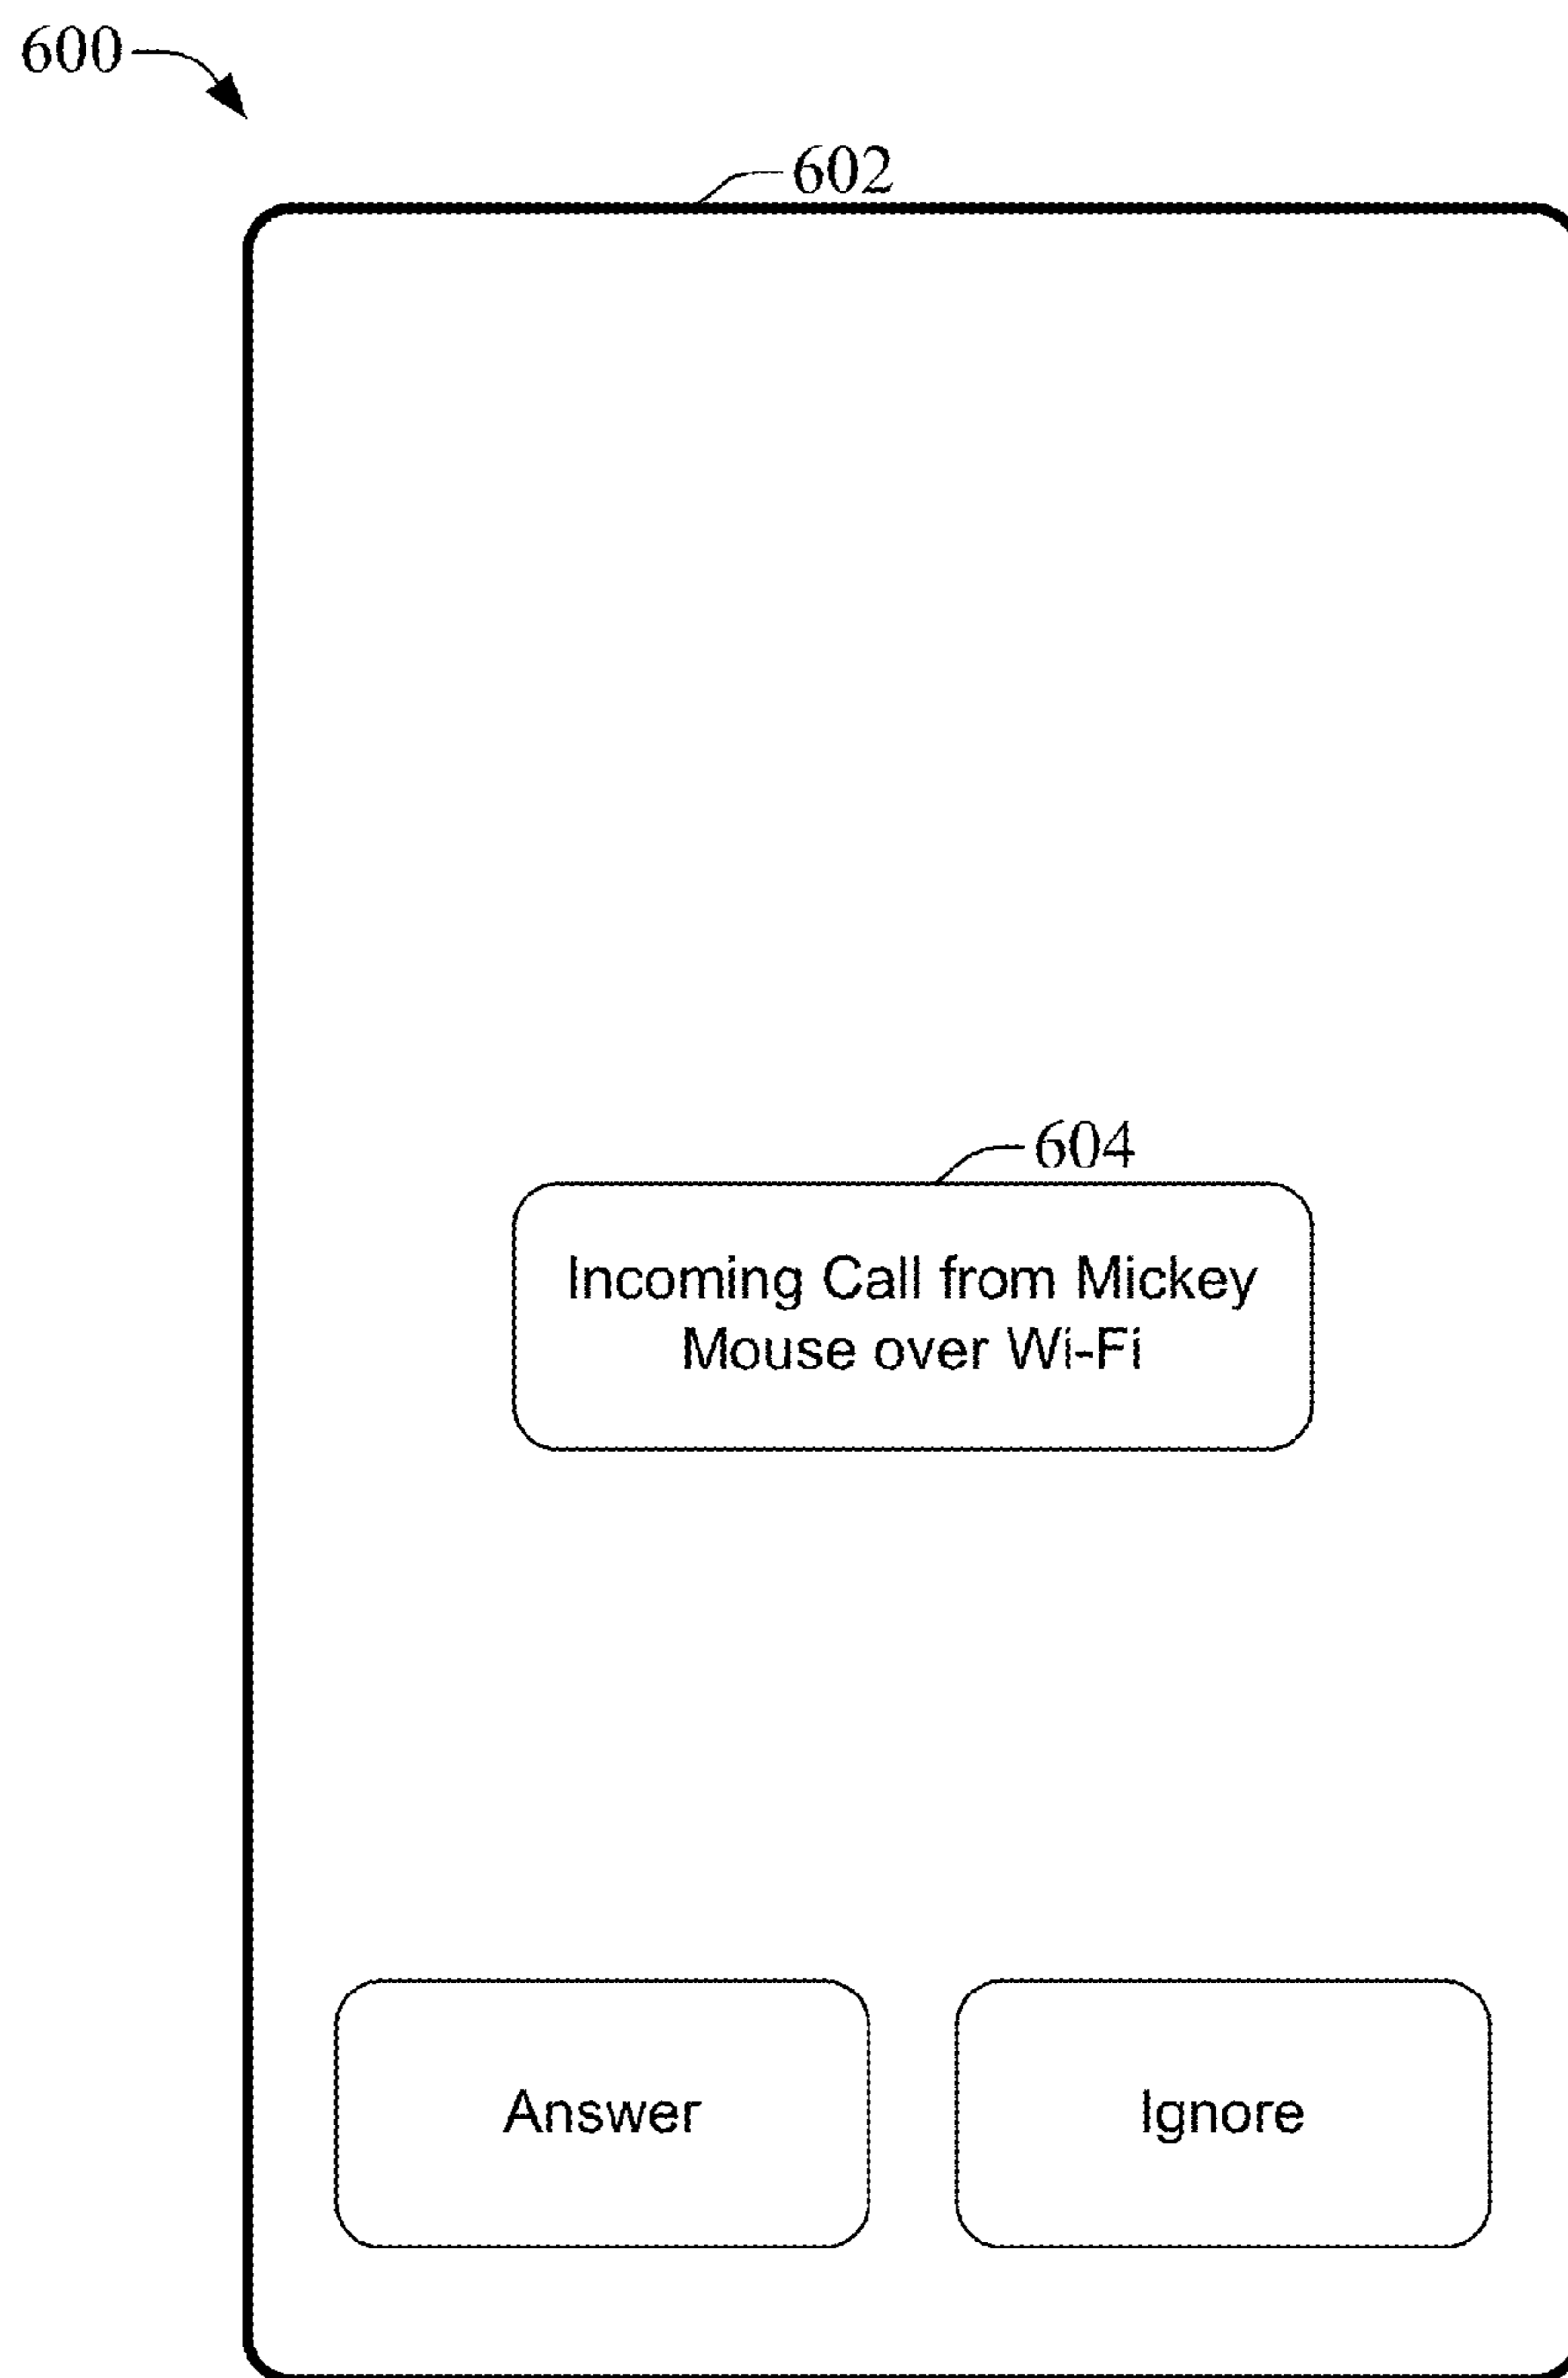 600
602
604
Incoming Call from Mickey
Mouse over Wi-Fi
Answer
Ignore